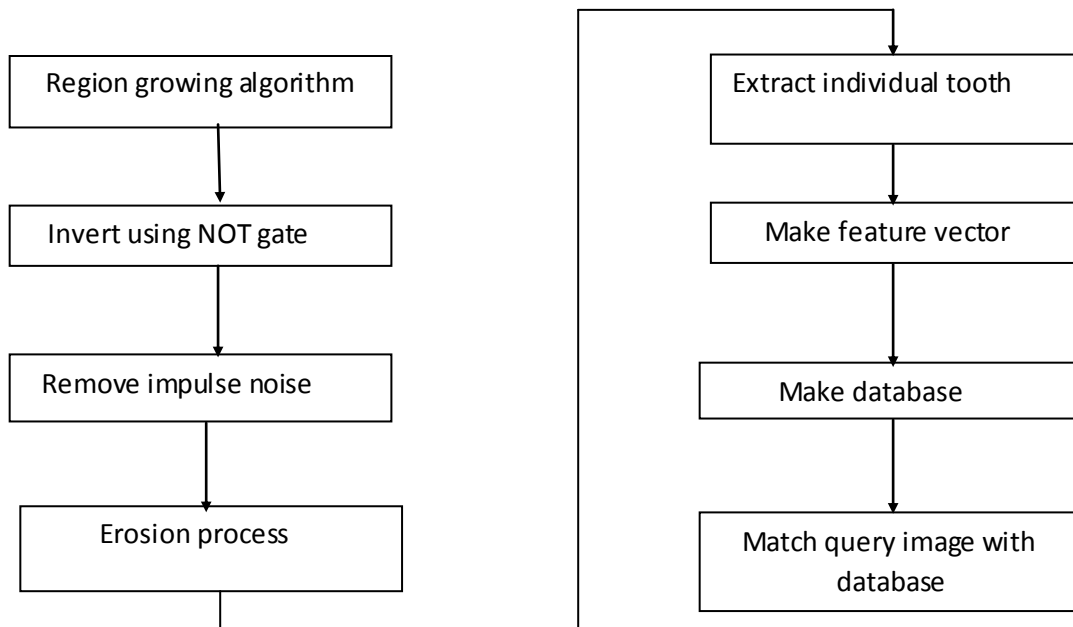 Region growing algorithm
Invert using NOT gate
Remove impulse noise
Erosion process
Extract individual tooth
Make feature vector
Make database
Match query image with
database